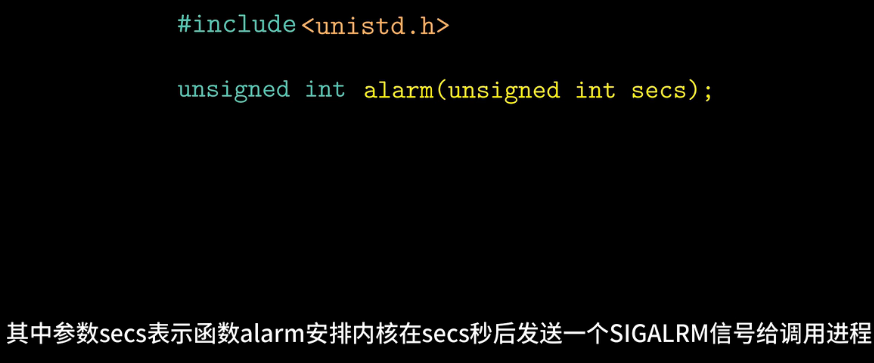 #include <unistd.h>
unsigned int alarm(unsigned int secs);
其中参数secs表示函数alarm安排内核在secs秒后发送一个SIGALRM信号给调用进程